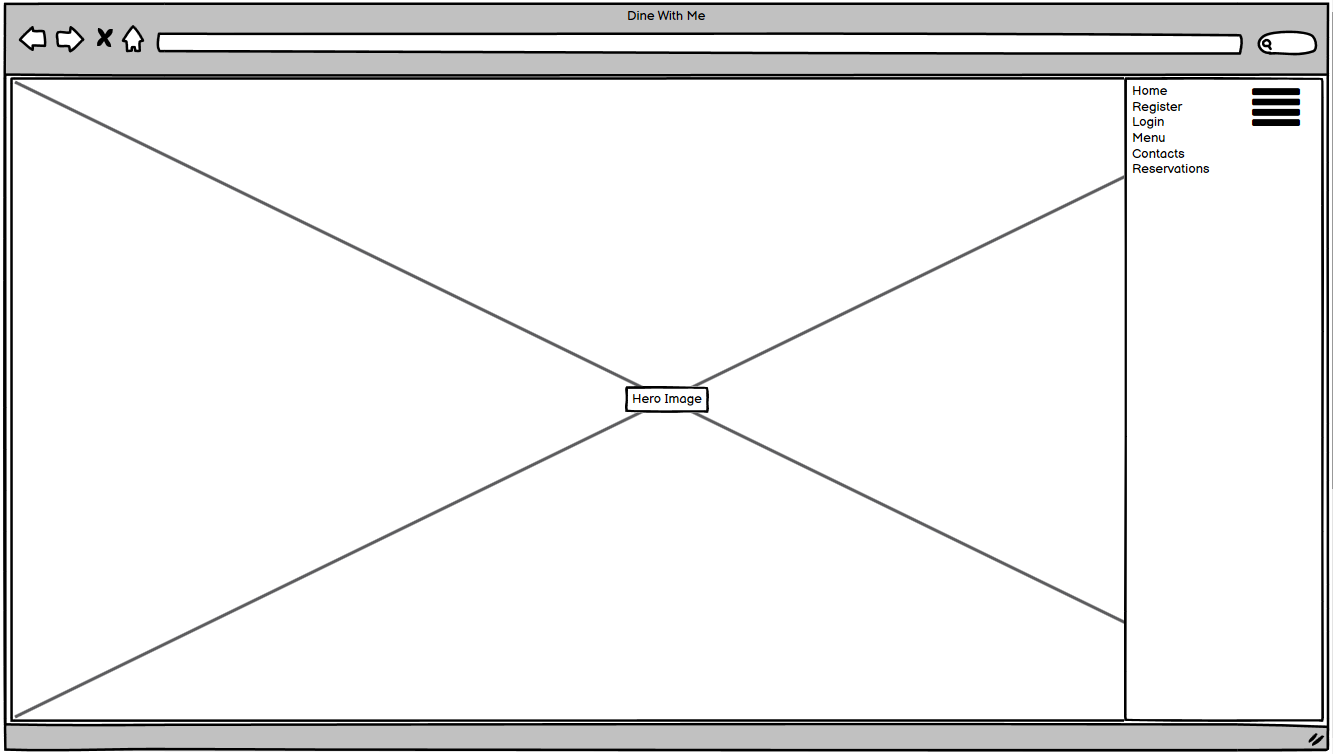 Dine With Me
Home
Register
Login
Menu
Contacts
Reservations
Hero Image